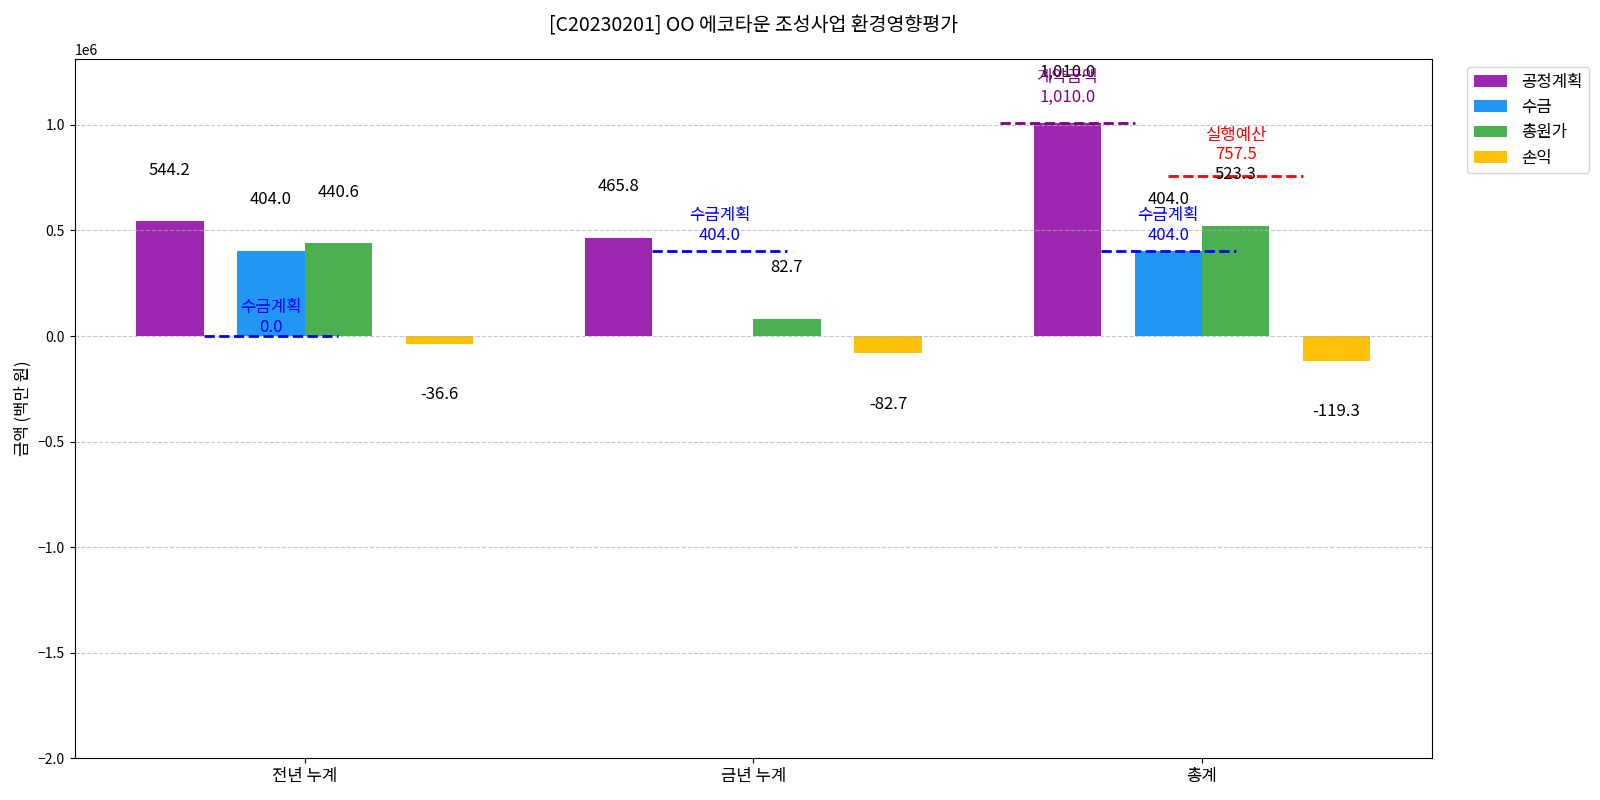 [C20230201] OO 에코타운 조성사업 환경영향평가
1e6
금액 (백만 원)
1.0
0.5
0.0
−0.5
−1.0
−1.5
−2.0
544.2
404.0
440.6
수금계획
0.0
-36.6
465.8
수금계획
404.0
82.7
-82.7
1,010.0
계약금액
1,010.0
실행예산
757.5
523.3
404.0
수금계획
404.0
-119.3
전년 누계
금년 누계
총계
공정계획
수금
총원가
손익